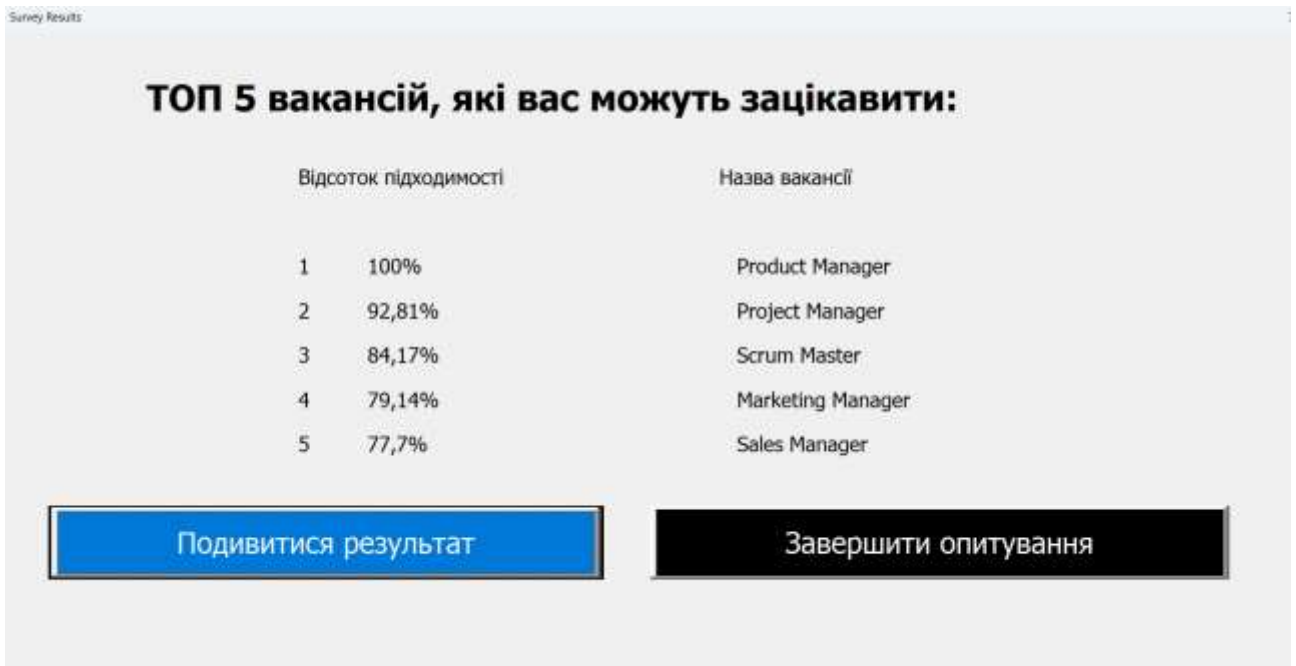 Survey Results
ТОП 5 вакансій, які вас можуть зацікавити:
Відсоток підходимості Назва вакансії
1 100% Product Manager
2 92,81% Project Manager
3 84,17% Scrum Master
4 79,14% Marketing Manager
5 77,7% Sales Manager
Подивитися результат Завершити опитування